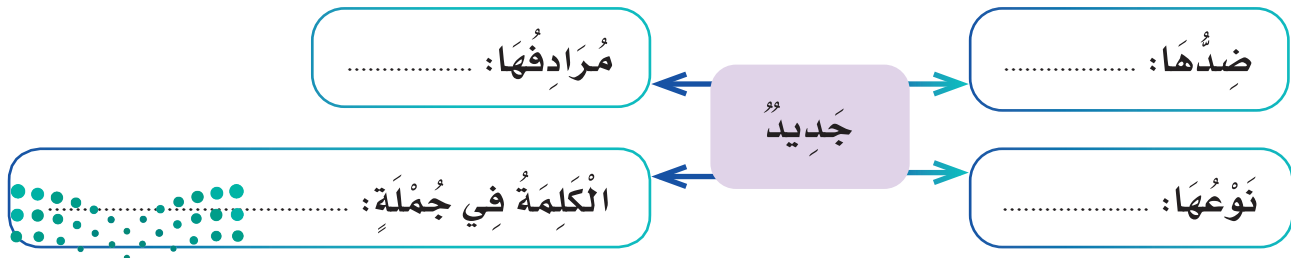 ضِدُّهَا: ..................
مُرَادِفُهَا: .................
جَدِيدٌ
نَوْعُهَا: ....................
الْكَلِمَةُ فِي جُمْلَةٍ: .........................................